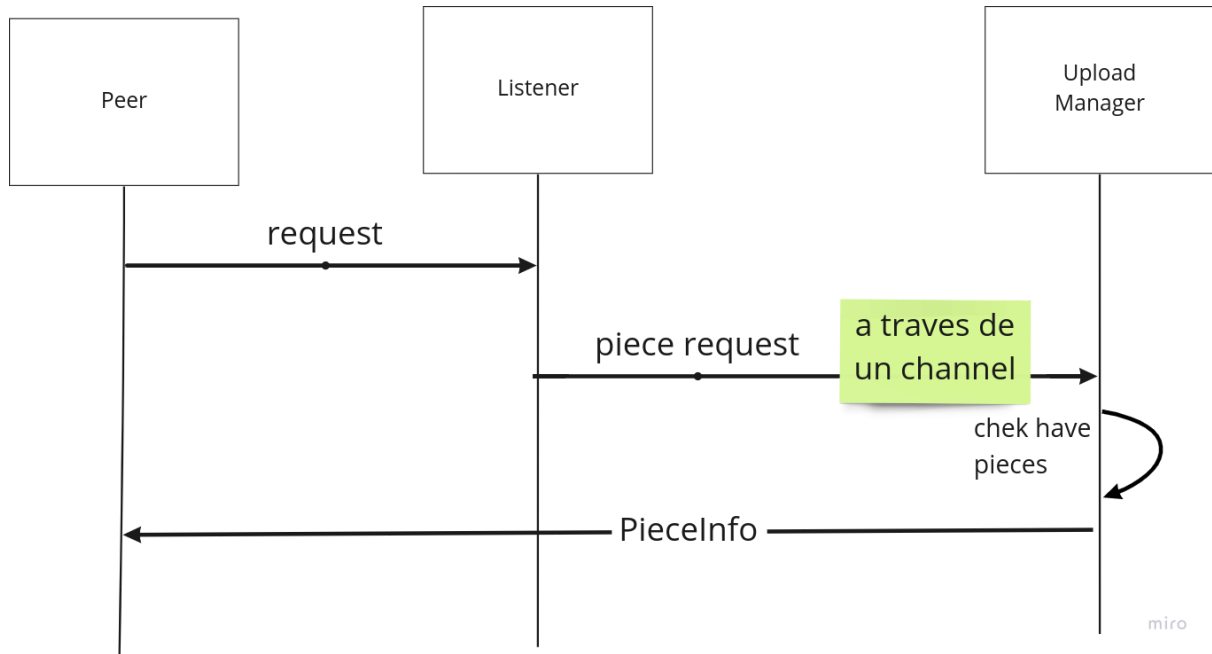 Peer
Listener
Upload
Manager
request
piece request
a traves de
un channel
chek have
pieces
PieceInfo
miro